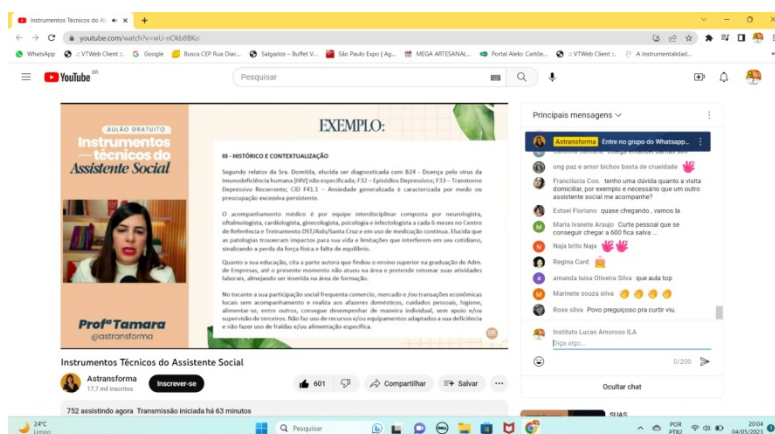 Instrumentos Técnicos do As
youtube.com/watch?v=wU-nOkb8BKo
WhatsApp
:: VTWeb Client ::
Google
Busca CEP Rua Diac...
Salgados – Buffet V...
São Paulo Expo | Ag...
MEGA ARTESANAL...
Portal Alelo: Cartõe...
:: VTWeb Client ::
A Instrumentalidad...
YouTube BR
Pesquisar
AULÃO GRATUITO
Instrumentos
técnicos do
Assistente Social
Profª Tamara
@astransforma
EXEMPLO:
III - HISTÓRICO E CONTEXTUALIZAÇÃO
Segundo relatos da Sra. Domitila, elucida ser diagnosticada com B24 - Doença pelo vírus da
imunodeficiência humana [HIV] não especificada; F32 – Episódios Depressivos; F33 - Transtorno
Depressivo Recorrente; CID F41.1 – Ansiedade generalizada é caracterizada por medo ou
preocupação excessiva persistente.
O acompanhamento médico é por equipe interdisciplinar composta por neurologista,
oftalmologista, cardiologista, ginecologista, psicologia e infectologista a cada 6 meses no Centro
de Referência e Treinamento DST/Aids/Santa Cruz e em uso de medicação contínua. Elucida que
as patologias trouxeram impactos para sua vida e limitações que interferem em seu cotidiano,
sinalizando a perda da força física e falta de equilíbrio.
Quanto a sua educação, cita a parte autora que findou o ensino superior na graduação de Adm.
de Empresas, até o presente momento não atuou na área e pretende retomar suas atividades
laborais, almejando ser inserida na área de formação.
No tocante a sua participação social frequenta comercio, mercado e /ou transações econômicas
locais sem acompanhamento e realiza aos afazeres domésticos, cuidados pessoais, higiene,
alimentar-se, entre outros, consegue desempenhar de maneira individual, sem apoio e/ou
supervisão de terceiros. Não faz uso de recursos e/ou equipamentos adaptados a sua deficiência
e não fazer uso de fraldas e/ou alimentação específica.
Instrumentos Técnicos do Assistente Social
Astransforma
17,7 mil inscritos
Inscrever-se
601
Compartilhar
Salvar
752 assistindo agora Transmissão iniciada há 63 minutos
Principais mensagens
Astransforma Entre no grupo do Whatsapp...
ong paz e amor bichos basta de crueldade
Francilucia Con. tenho uma dúvida quanto a visita
domiciliar, por exemplo e necessário que um outro
assistente social me acompanhe?
Estael Floriano quase chegando , vamos la
Maria Ivanete Araujo Curte pessoal que se
conseguir chegar a 600 fica salva ...
Naja brito Naja
Regina Curd
amanda luisa Oliveira Silva que aula top
Marinete souza silva
Rose silva Povo preguiçoso pra curtir viu.
Instituto Lucas Amoroso ILA
Diga algo...
0/200
Ocultar chat
SUAS
24°C
Limpo
Pesquisar
POR
PTB2
20:04
04/05/2023